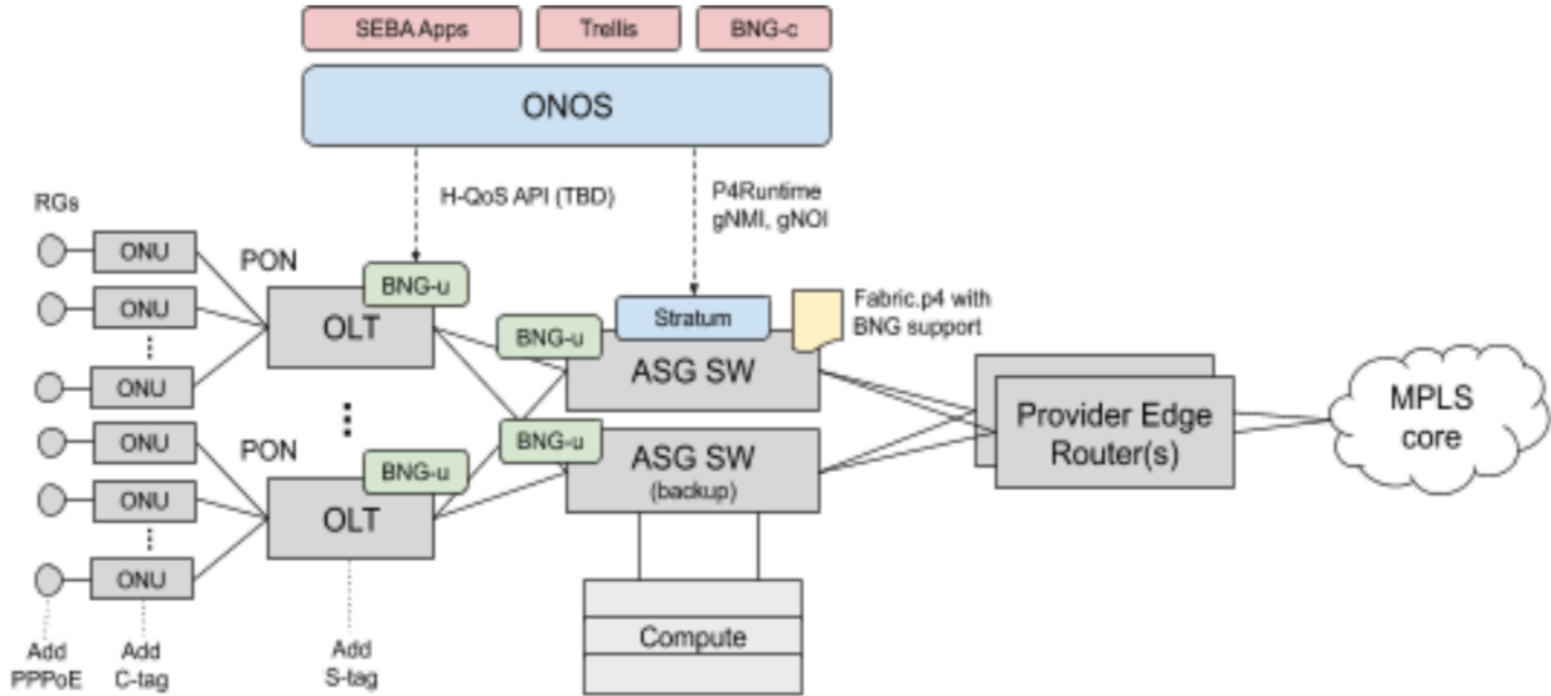 SEBA Apps
Trellis
BNG-c
ONOS
H-QoS API (TBD)
P4Runtime
gNMI, gNOI
RGs
ONU
ONU
ONU
ONU
ONU
ONU
PON
PON
BNG-u
OLT
BNG-u
OLT
BNG-u
BNG-u
Stratum
ASG SW
Fabric.p4 with
BNG support
ASG SW
(backup)
Provider Edge
Router(s)
MPLS
core
Compute
Add
PPPoE
Add
C-tag
Add
S-tag